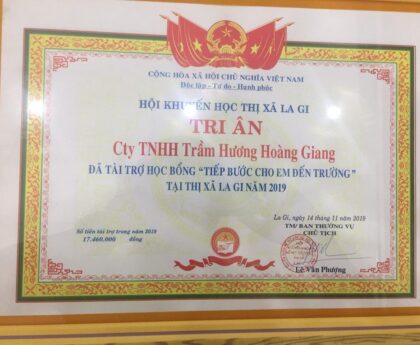 CỘNG HÒA XÃ HỘI CHỦ NGHĨA VIỆT NAM
Độc lập - Tự do - Hạnh phúc
HỘI KHUYẾN HỌC THỊ XÃ LA GI
TRI ÂN
Cty TNHH Trầm Hương Hoàng Giang
ĐÃ TÀI TRỢ HỌC BỔNG "TIẾP BƯỚC CHO EM ĐẾN TRƯỜNG"
TẠI THỊ XÃ LA GI NĂM 2019
La Gi, ngày 14 tháng 11 năm 2019
TM/ BAN THƯỜNG VỤ
CHỦ TỊCH
Số tiền tài trợ trong năm 2019
17.460.000 đồng
Lê Văn Phượng